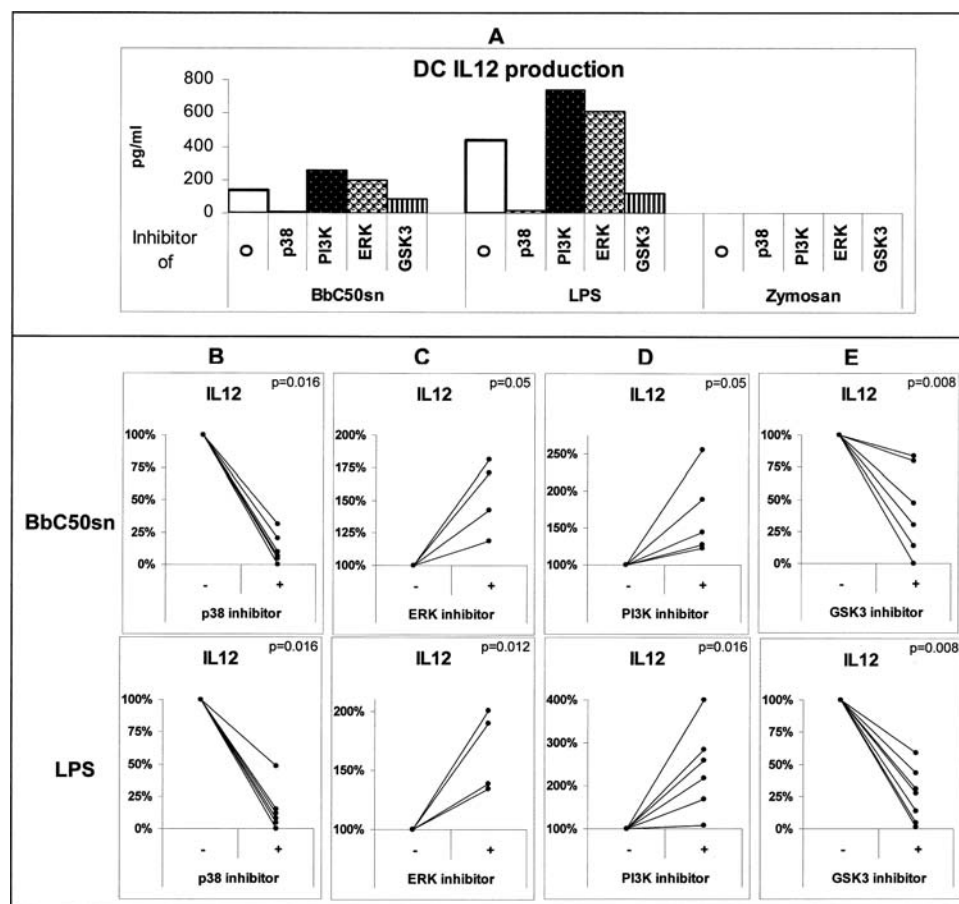 A
DC IL12 production
800
600
400
200
0
pg/ml
Inhibitor of
O p38 PI3K ERK GSK3 O p38 PI3K ERK GSK3 O p38 PI3K ERK GSK3
BbC50sn LPS Zymosan
B C D E
BbC50sn
p=0.016
IL12
100%
75%
50%
25%
0%
- +
p38 inhibitor
p=0.05
IL12
200%
175%
150%
125%
100%
- +
ERK inhibitor
p=0.05
IL12
250%
200%
150%
100%
- +
PI3K inhibitor
p=0.008
IL12
100%
75%
50%
25%
0%
- +
GSK3 inhibitor
LPS
p=0.016
IL12
100%
75%
50%
25%
0%
- +
p38 inhibitor
p=0.012
IL12
200%
150%
100%
- +
ERK inhibitor
p=0.016
IL12
400%
300%
200%
100%
- +
PI3K inhibitor
p=0.008
IL12
100%
75%
50%
25%
0%
- +
GSK3 inhibitor